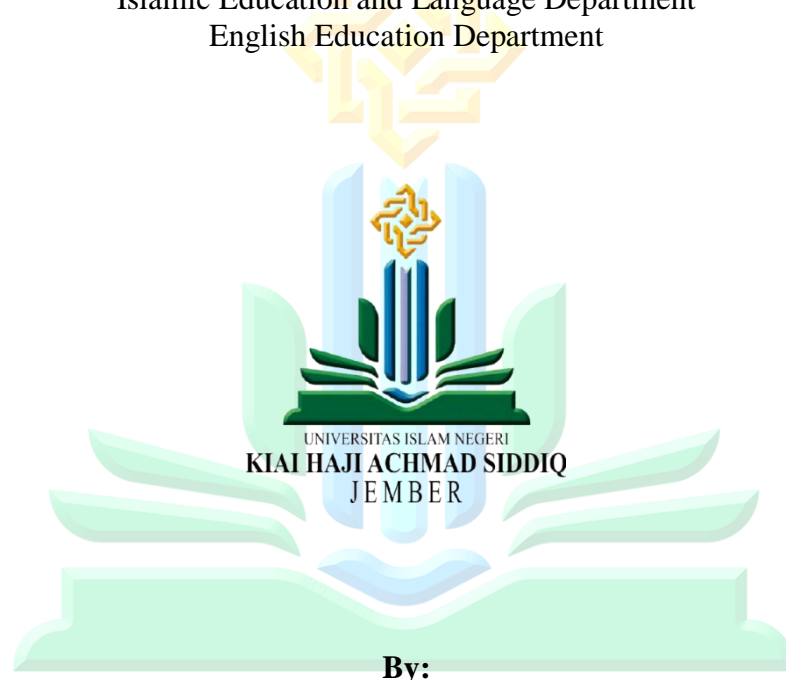 Islamic Education and Language Department
English Education Department
UNIVERSITAS ISLAM NEGERI
KIAI HAJI ACHMAD SIDDIQ
JEMBER
By: